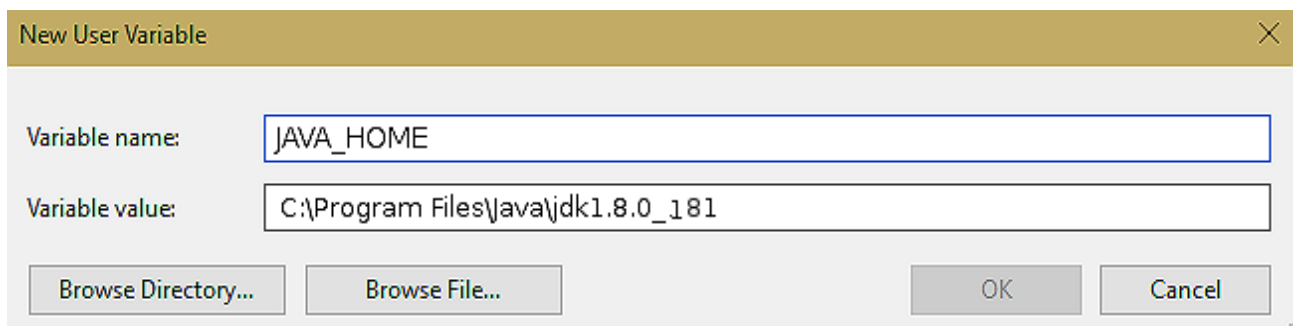 New User Variable
Variable name: JAVA_HOME
Variable value: C:\Program Files\Java\jdk1.8.0_181
Browse Directory... Browse File... OK Cancel